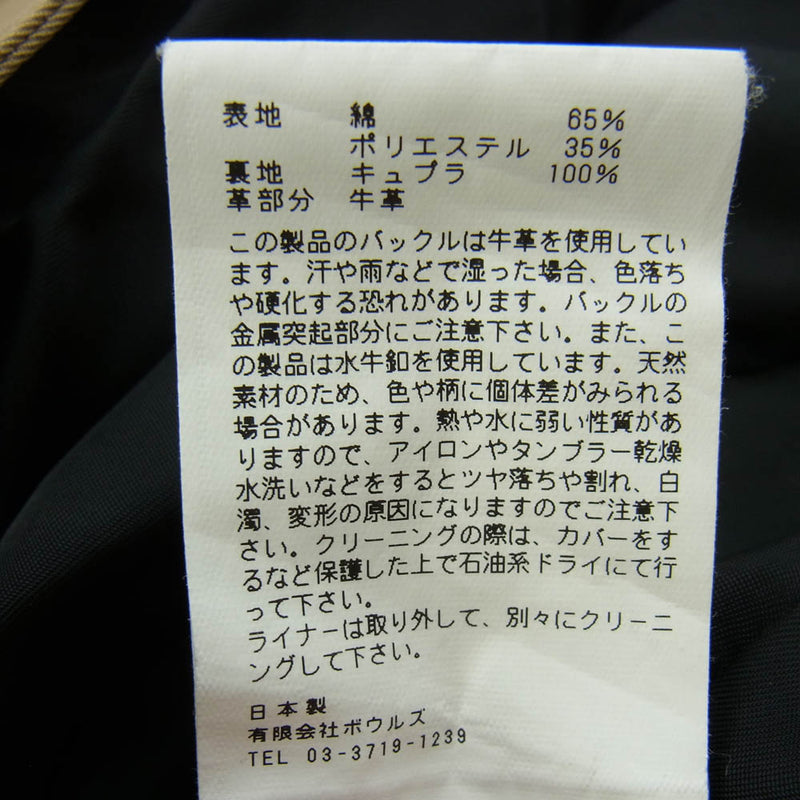 表地 綿 65%
ポリエステル 35%
裏地 キュプラ 100%
革部分 牛革
この製品のバックルは牛革を使用してい
ます。汗や雨などで湿った場合、色落ち
や硬化する恐れがあります。バックルの
金属突起部分にご注意下さい。また、こ
の製品は水牛釦を使用しています。天然
素材のため、色や柄に個体差がみられる
場合があります。熱や水に弱い性質があ
りますので、アイロンやタンブラー乾燥
水洗いなどをするとツヤ落ちや割れ、白
濁、変形の原因になりますのでご注意下
さい。クリーニングの際は、カバーをす
るなど保護した上で石油系ドライにて行
って下さい。
ライナーは取り外して、別々にクリーニ
ングして下さい。
日本製
有限会社ボウルズ
TEL 03-3719-1239